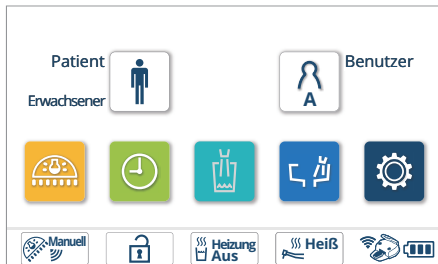 Patient
Benutzer
Erwachsener
A
Manuell
Heizung
Aus
Heiß